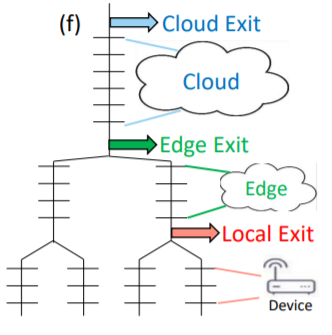 (f)
Cloud Exit
Cloud
Edge Exit
Edge
Local Exit
Device